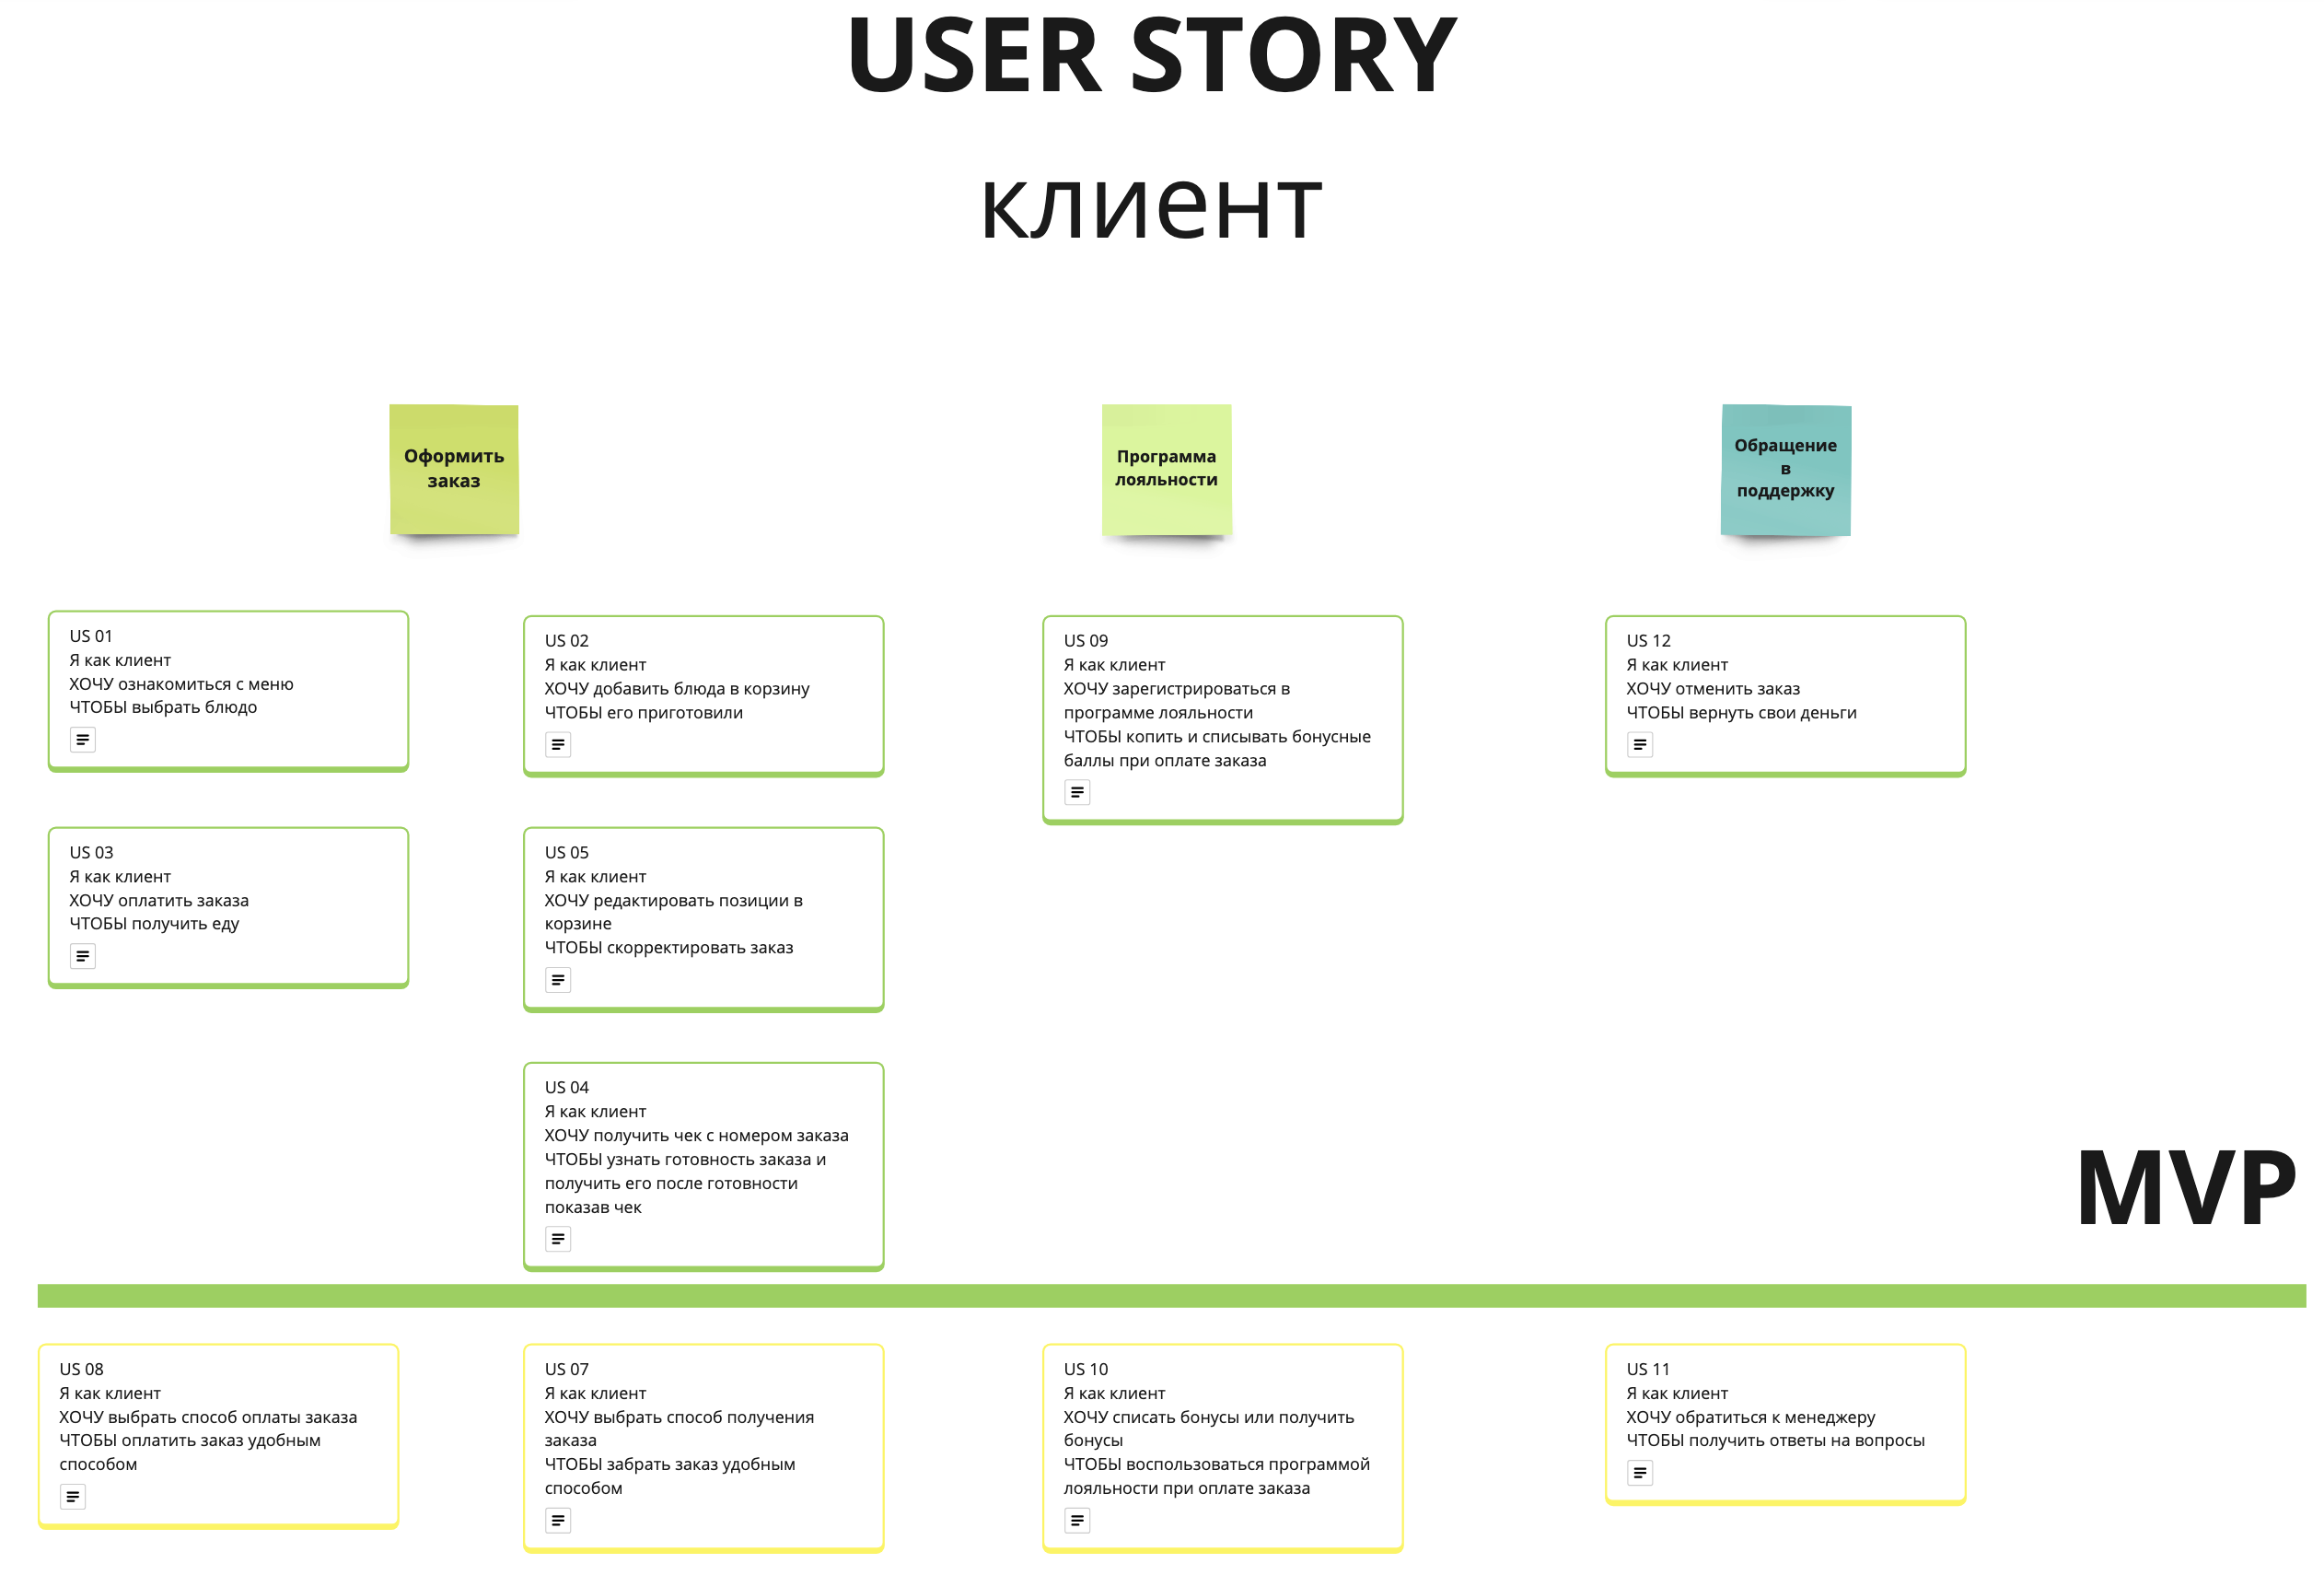 USER STORY
клиент
Оформить
заказ
Программа
лояльности
Обращение
в
поддержку
US 01
Я как клиент
ХОЧУ ознакомиться с меню
ЧТОБЫ выбрать блюдо
US 02
Я как клиент
ХОЧУ добавить блюда в корзину
ЧТОБЫ его приготовили
US 09
Я как клиент
ХОЧУ зарегистрироваться в
программе лояльности
ЧТОБЫ копить и списывать бонусные
баллы при оплате заказа
US 12
Я как клиент
ХОЧУ отменить заказ
ЧТОБЫ вернуть свои деньги
US 03
Я как клиент
ХОЧУ оплатить заказа
ЧТОБЫ получить еду
US 05
Я как клиент
ХОЧУ редактировать позиции в
корзине
ЧТОБЫ скорректировать заказ
US 04
Я как клиент
ХОЧУ получить чек с номером заказа
ЧТОБЫ узнать готовность заказа и
получить его после готовности
показав чек
MVP
US 08
Я как клиент
ХОЧУ выбрать способ оплаты заказа
ЧТОБЫ оплатить заказ удобным
способом
US 07
Я как клиент
ХОЧУ выбрать способ получения
заказа
ЧТОБЫ забрать заказ удобным
способом
US 10
Я как клиент
ХОЧУ списать бонусы или получить
бонусы
ЧТОБЫ воспользоваться программой
лояльности при оплате заказа
US 11
Я как клиент
ХОЧУ обратиться к менеджеру
ЧТОБЫ получить ответы на вопросы